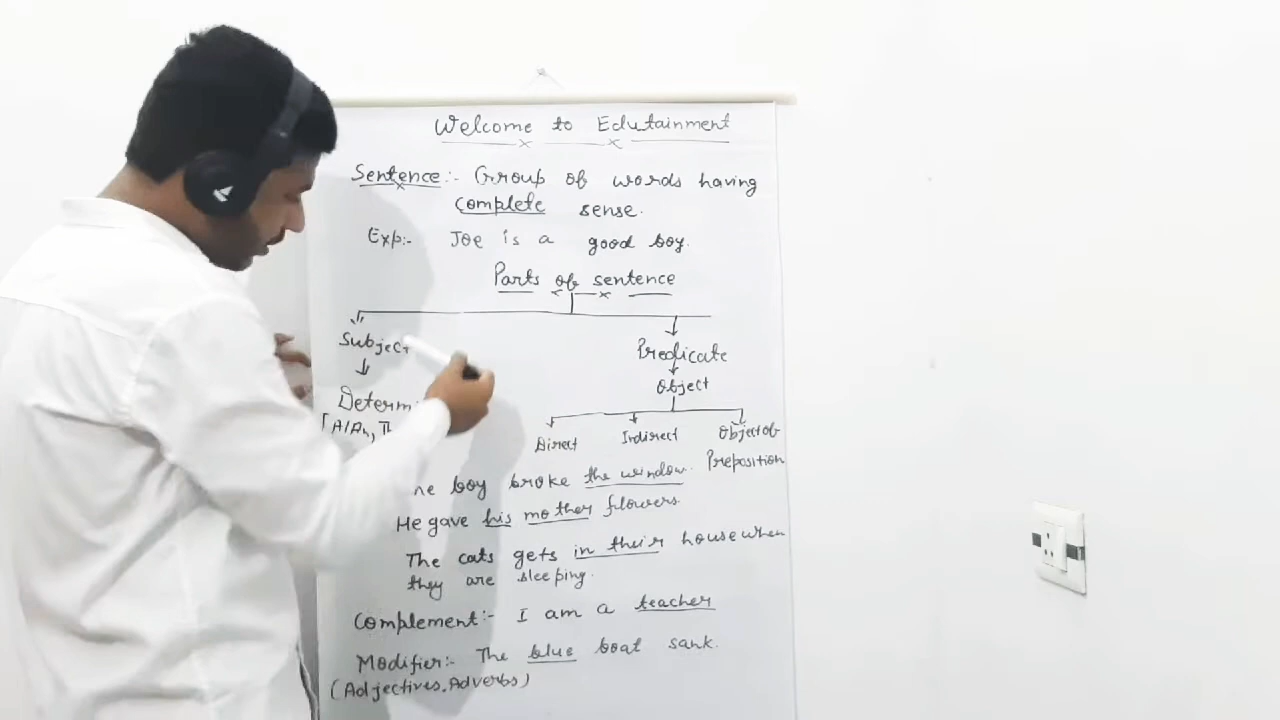 Welcome to Edutainment
Sentence:- Group of words having
complete sense.
Exp:- Joe is a good boy.
Parts of sentence
Subject
Predicate
Object
Direct Indirect Object of
Preposition
[A/An,
boy broke the window.
He gave his mother flowers
The cats gets in their house when
they are sleeping.
Complement:- I am a teacher
Modifier:- The blue boat sank.
(Adjectives, Adverbs)